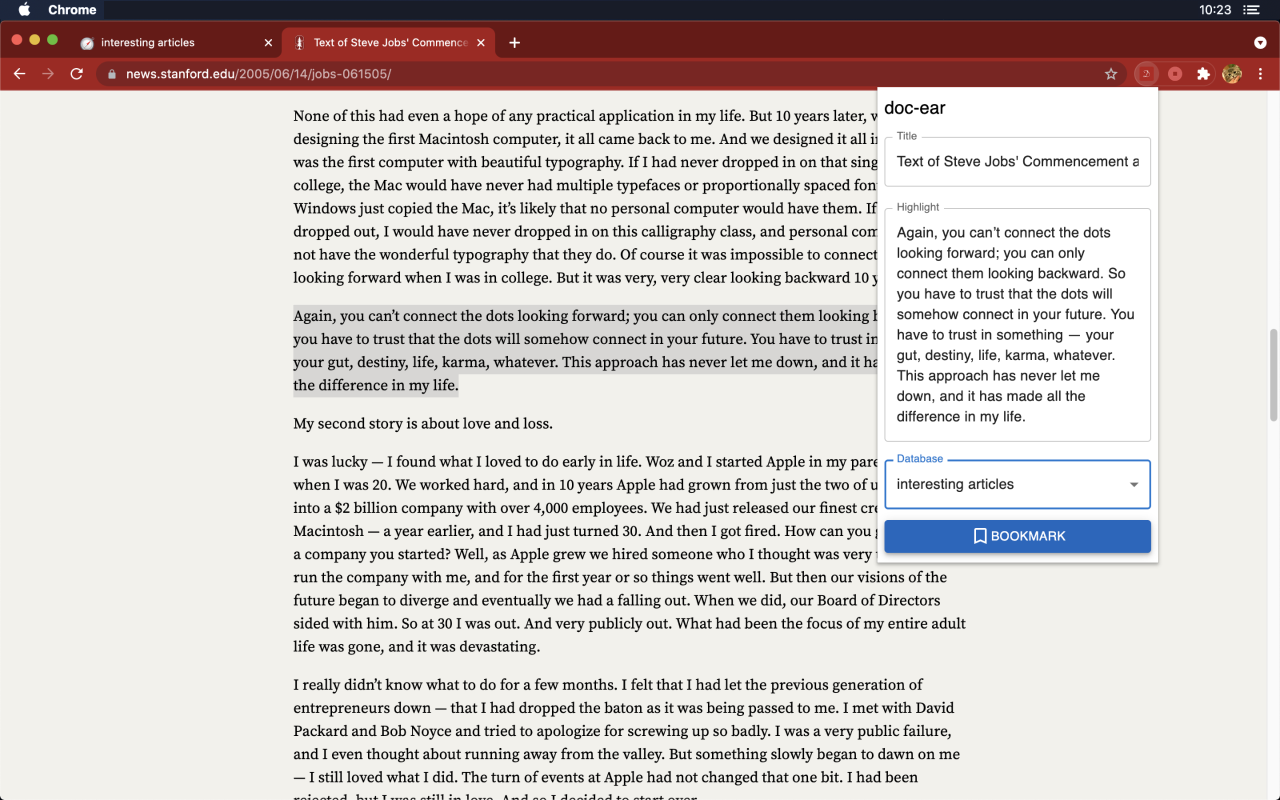 Chrome
10:23
interesting articles
Text of Steve Jobs' Commence
news.stanford.edu/2005/06/14/jobs-061505/
None of this had even a hope of any practical application in my life. But 10 years later,
designing the first Macintosh computer, it all came back to me. And we designed it all
was the first computer with beautiful typography. If I had never dropped in on that
college, the Mac would have never had multiple typefaces or proportionally spaced
Windows just copied the Mac, it’s likely that no personal computer would have them. If
dropped out, I would have never dropped in on this calligraphy class, and personal
not have the wonderful typography that they do. Of course it was impossible to connect
looking forward when I was in college. But it was very, very clear looking backward 10
Again, you can’t connect the dots looking forward; you can only connect them looking
you have to trust that the dots will somehow connect in your future. You have to trust in
your gut, destiny, life, karma, whatever. This approach has never let me down, and it
the difference in my life.
My second story is about love and loss.
I was lucky — I found what I loved to do early in life. Woz and I started Apple in my
when I was 20. We worked hard, and in 10 years Apple had grown from just the two of
into a $2 billion company with over 4,000 employees. We had just released our finest
Macintosh — a year earlier, and I had just turned 30. And then I got fired. How can you
a company you started? Well, as Apple grew we hired someone who I thought was very
run the company with me, and for the first year or so things went well. But then our visions of the
future began to diverge and eventually we had a falling out. When we did, our Board of Directors
sided with him. So at 30 I was out. And very publicly out. What had been the focus of my entire adult
life was gone, and it was devastating.
I really didn’t know what to do for a few months. I felt that I had let the previous generation of
entrepreneurs down — that I had dropped the baton as it was being passed to me. I met with David
Packard and Bob Noyce and tried to apologize for screwing up so badly. I was a very public failure,
and I even thought about running away from the valley. But something slowly began to dawn on me
— I still loved what I did. The turn of events at Apple had not changed that one bit. I had been
rejected, but I was still in love. And so I decided to start over.
doc-ear
Title
Text of Steve Jobs' Commencement a
Highlight
Again, you can’t connect the dots
looking forward; you can only
connect them looking backward. So
you have to trust that the dots will
somehow connect in your future. You
have to trust in something — your
gut, destiny, life, karma, whatever.
This approach has never let me
down, and it has made all the
difference in my life.
Database
interesting articles
BOOKMARK